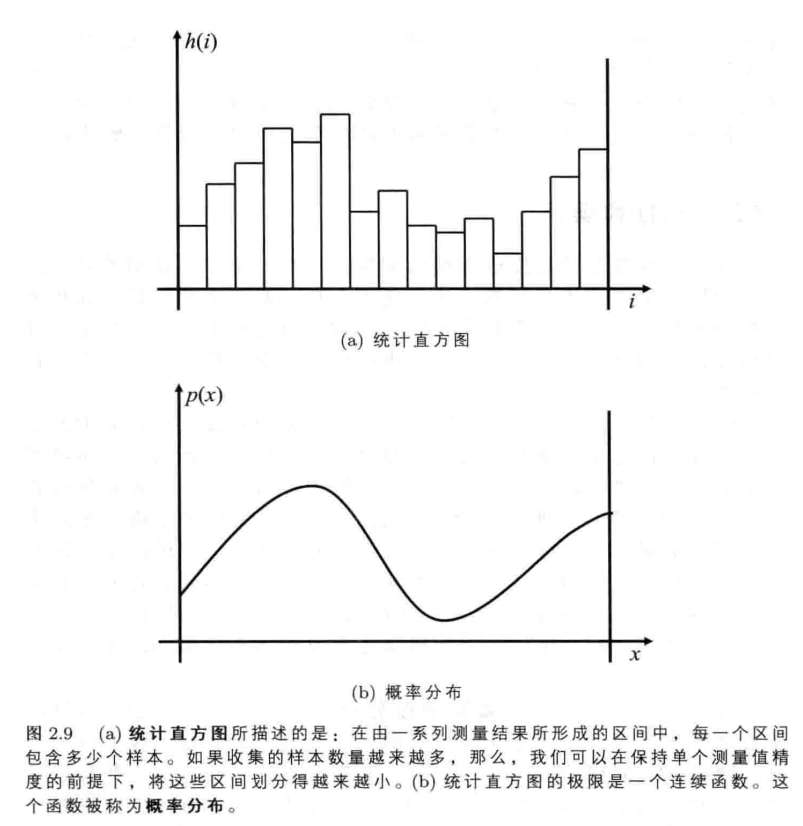 h(i)
i
(a) 统计直方图
p(x)
x
(b) 概率分布
图 2.9 (a) 统计直方图所描述的是：在由一系列测量结果所形成的区间中，每一个区间
包含多少个样本。如果收集的样本数量越来越多，那么，我们可以在保持单个测量值精
度的前提下，将这些区间划分得越来越小。(b) 统计直方图的极限是一个连续函数。这
个函数被称为概率分布。